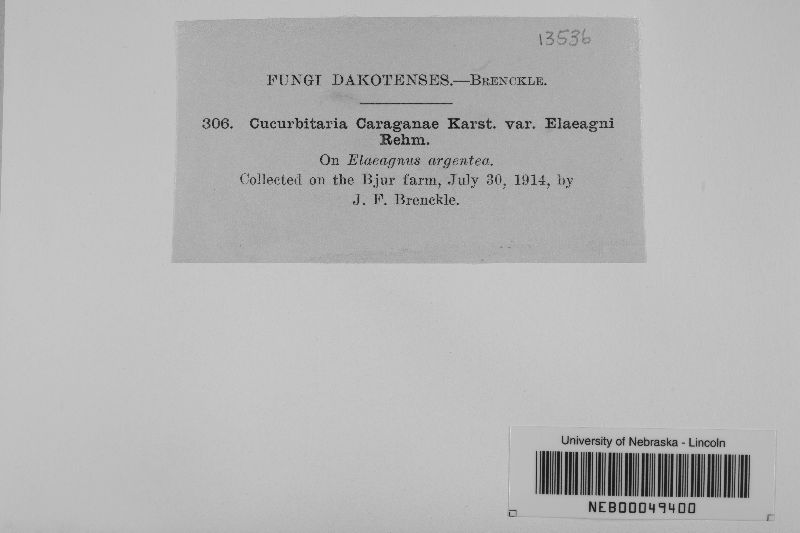 13536
FUNGI DAKOTENSES.—BRENCKLE.
306. Cucurbitaria Caraganae Karst. var. Elaeagni
Rehm.
On Elaeagnus argentea.
Collected on the Bjur farm, July 30, 1914, by
J. F. Brenckle.
University of Nebraska - Lincoln
NEB00049400